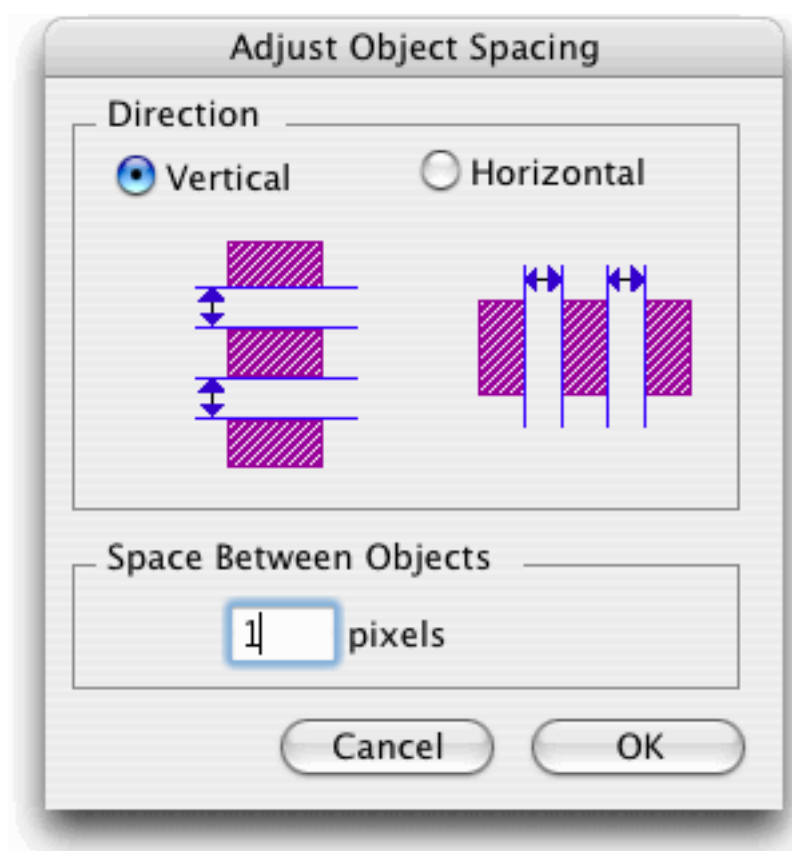 Adjust Object Spacing
Direction
Vertical Horizontal
Space Between Objects
1 pixels
Cancel OK